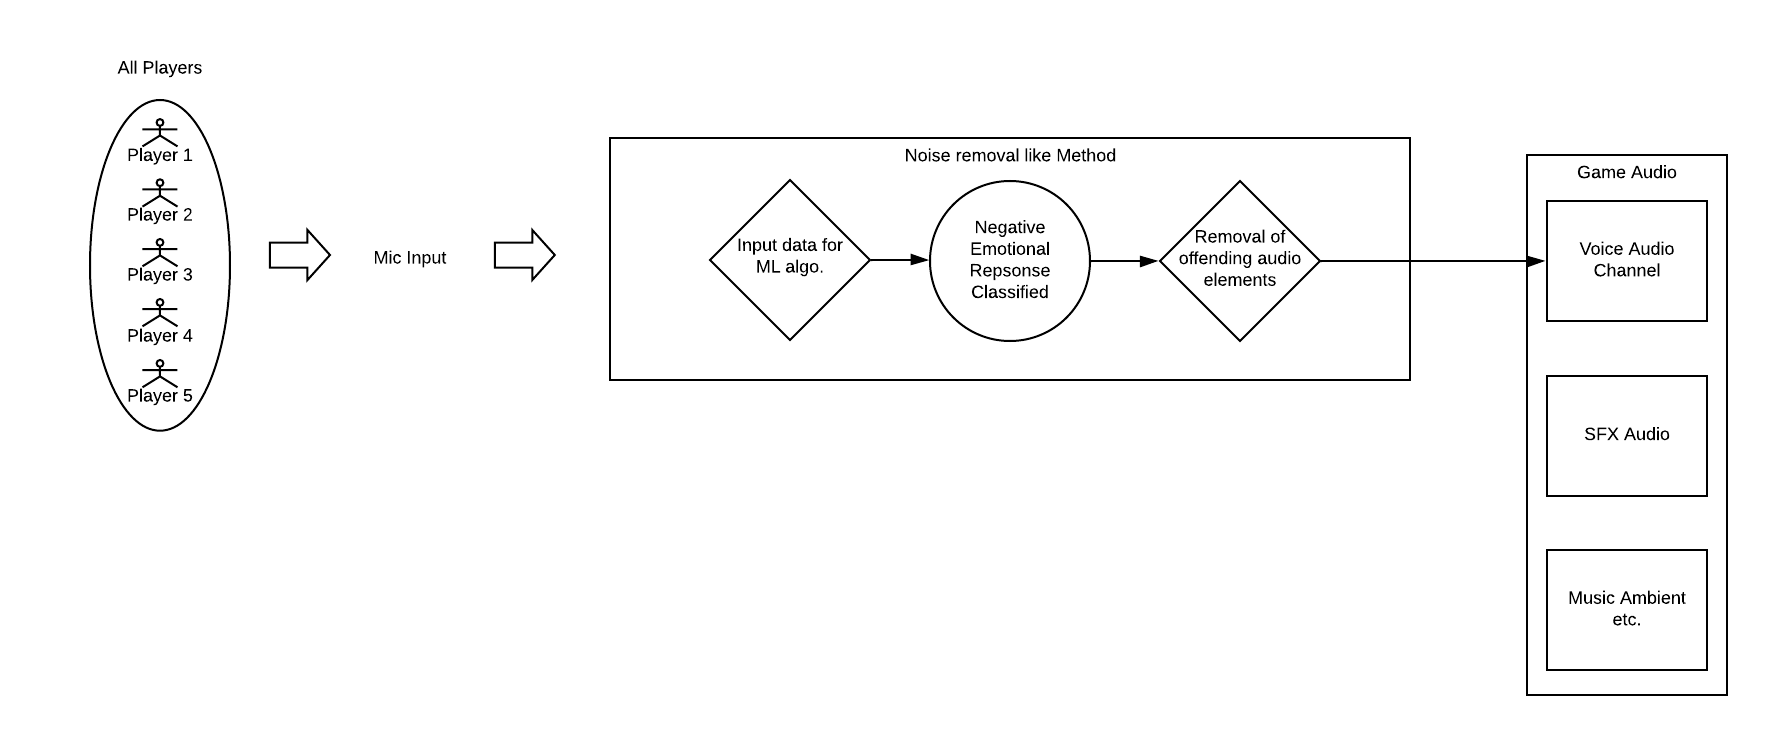 All Players
Player 1
Player 2
Player 3
Player 4
Player 5
Mic Input
Noise removal like Method
Input data for
ML algo.
Negative
Emotional
Repsonse
Classified
Removal of
offending audio
elements
Game Audio
Voice Audio
Channel
SFX Audio
Music Ambient
etc.